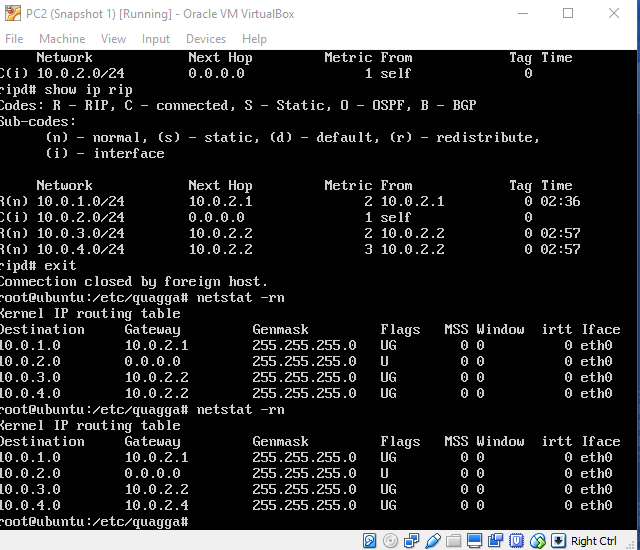 PC2 (Snapshot 1) [Running] - Oracle VM VirtualBox
File Machine View Input Devices Help
Network Next Hop Metric From Tag Time
C(i) 10.0.2.0/24 0.0.0.0 1 self 0
ripd# show ip rip
Codes: R - RIP, C - connected, S - Static, O - OSPF, B - BGP
Sub-codes:
(n) - normal, (s) - static, (d) - default, (r) - redistribute,
(i) - interface
Network Next Hop Metric From Tag Time
R(n) 10.0.1.0/24 10.0.2.1 2 10.0.2.1 0 02:36
C(i) 10.0.2.0/24 0.0.0.0 1 self 0
R(n) 10.0.3.0/24 10.0.2.2 2 10.0.2.2 0 02:57
R(n) 10.0.4.0/24 10.0.2.2 3 10.0.2.2 0 02:57
ripd# exit
Connection closed by foreign host.
root@ubuntu:/etc/quagga# netstat -rn
Kernel IP routing table
Destination Gateway Genmask Flags MSS Window irtt Iface
10.0.1.0 10.0.2.1 255.255.255.0 UG 0 0 0 eth0
10.0.2.0 0.0.0.0 255.255.255.0 U 0 0 0 eth0
10.0.3.0 10.0.2.2 255.255.255.0 UG 0 0 0 eth0
10.0.4.0 10.0.2.2 255.255.255.0 UG 0 0 0 eth0
root@ubuntu:/etc/quagga# netstat -rn
Kernel IP routing table
Destination Gateway Genmask Flags MSS Window irtt Iface
10.0.1.0 10.0.2.1 255.255.255.0 UG 0 0 0 eth0
10.0.2.0 0.0.0.0 255.255.255.0 U 0 0 0 eth0
10.0.3.0 10.0.2.2 255.255.255.0 UG 0 0 0 eth0
10.0.4.0 10.0.2.4 255.255.255.0 UG 0 0 0 eth0
root@ubuntu:/etc/quagga#
Right Ctrl